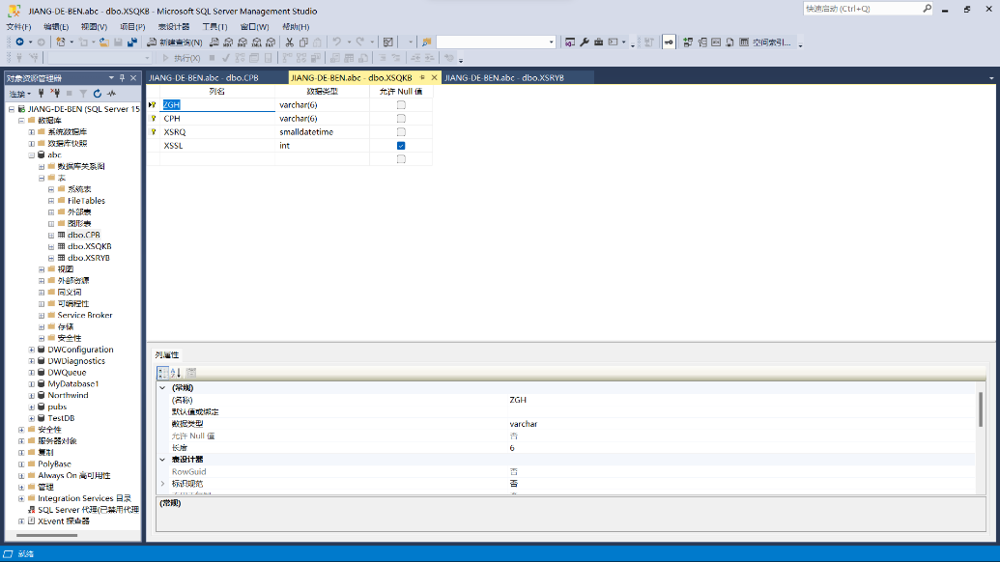 JIANG-DE-BEN.abc - dbo.XSQKB - Microsoft SQL Server Management Studio
快速启动 (Ctrl+Q)
文件(F) 编辑(E) 视图(V) 项目(P) 表设计器 工具(T) 窗口(W) 帮助(H)
新建查询(N)
空间索引...
执行(X)
对象资源管理器
连接
JIANG-DE-BEN (SQL Server 15
数据库
系统数据库
数据库快照
abc
数据库关系图
表
系统表
FileTables
外部表
图形表
dbo.CPB
dbo.XSQKB
dbo.XSRYB
视图
外部资源
同义词
可编程性
Service Broker
存储
安全性
DWConfiguration
DWDiagnostics
DWQueue
MyDatabase1
Northwind
pubs
TestDB
安全性
服务器对象
复制
PolyBase
Always On 高可用性
管理
Integration Services 目录
SQL Server 代理(已禁用代理
XEvent 探查器
JIANG-DE-BEN.abc - dbo.CPB
JIANG-DE-BEN.abc - dbo.XSQKB
JIANG-DE-BEN.abc - dbo.XSRYB
列名 数据类型 允许 Null 值
ZGH varchar(6)
CPH varchar(6)
XSRQ smalldatetime
XSSL int
列属性
(常规)
(名称) ZGH
默认值或绑定
数据类型 varchar
允许 Null 值 否
长度 6
表设计器
RowGuid 否
标识规范 否
(常规)
就绪